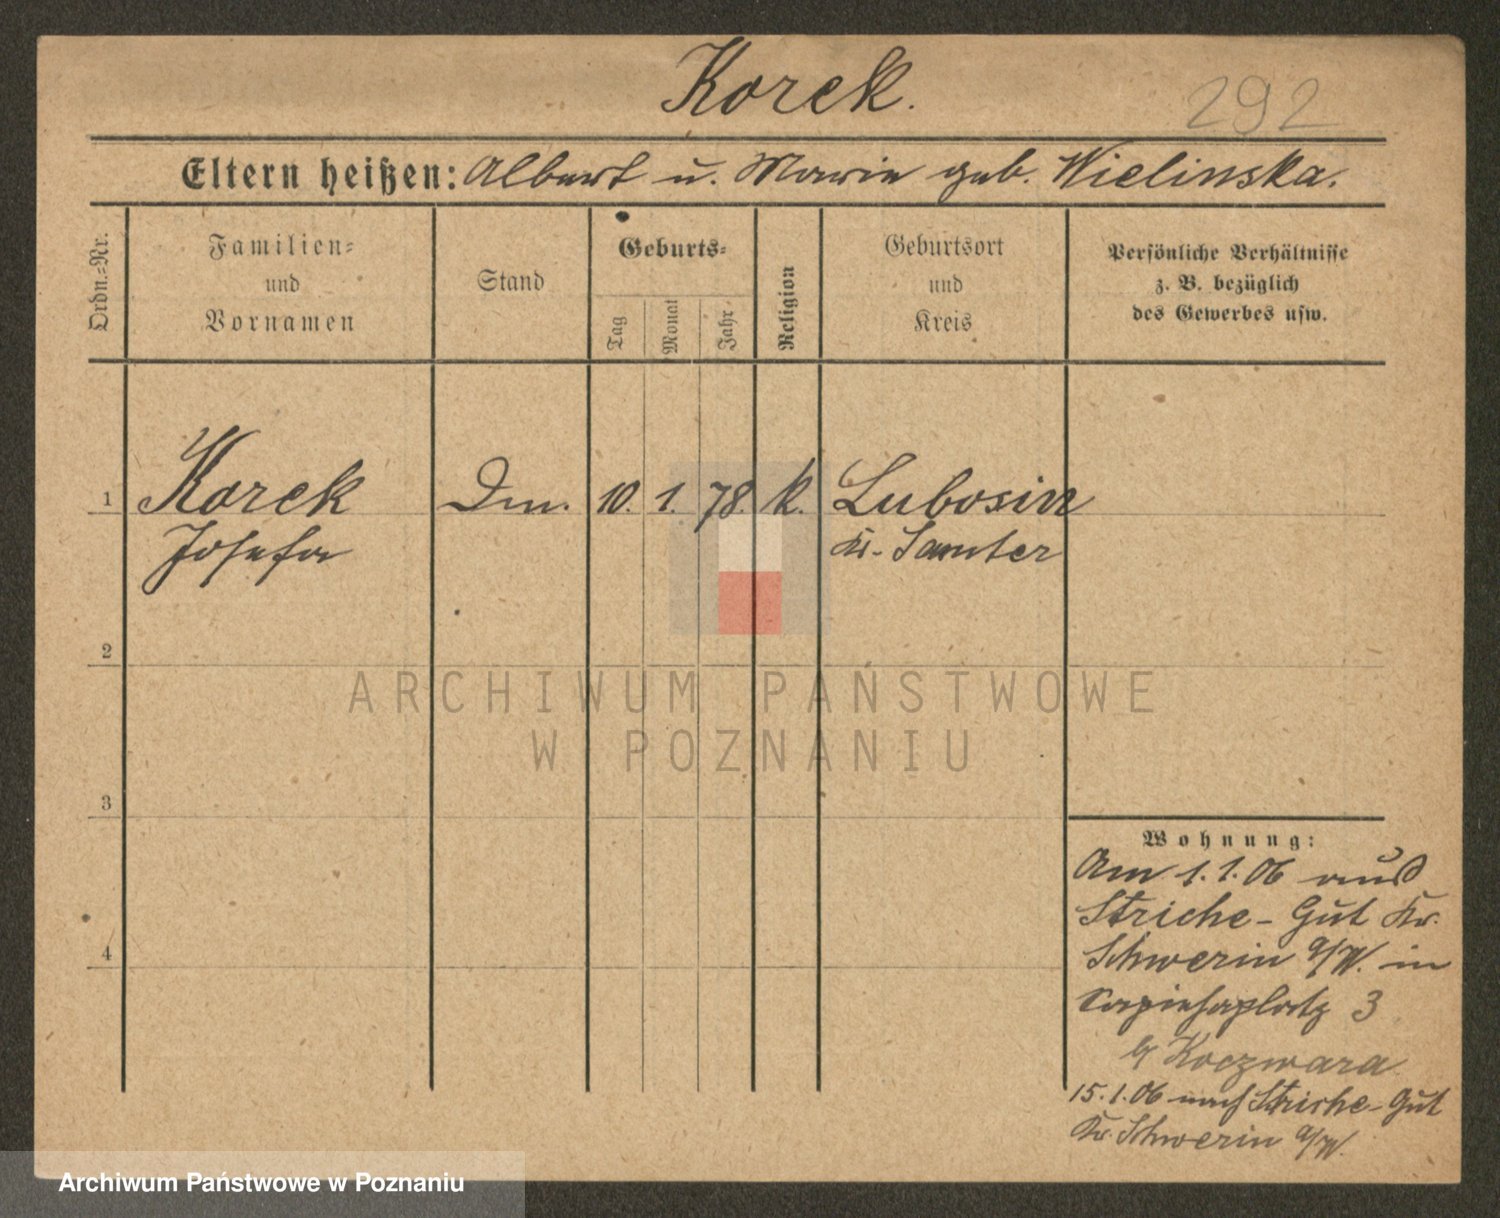 Korek.
292
Eltern heißen: Albert u. Marie geb. Wielinska.
Ordn.-Nr.
Familien-
und
Vornamen
Stand
Geburts-
Tag
Monat
Jahr
Religion
Geburtsort
und
Kreis
Persönliche Verhältnisse
z. B. bezüglich
des Gewerbes usw.
1 Korek 10. 1. 78. k. Lubosin
Josefa Kr. Samter
2
ARCHIWUM PAŃSTWOWE
W POZNANIU
3
Wohnung:
Am 1. 1. 06 aus
Striche-Gut Kr.
Schwerin a/W. in
4
Sapiehaplatz 3
b/ Koczwara
15. 1. 06 nach Striche-Gut
Kr. Schwerin a/W.
Archiwum Państwowe w Poznaniu